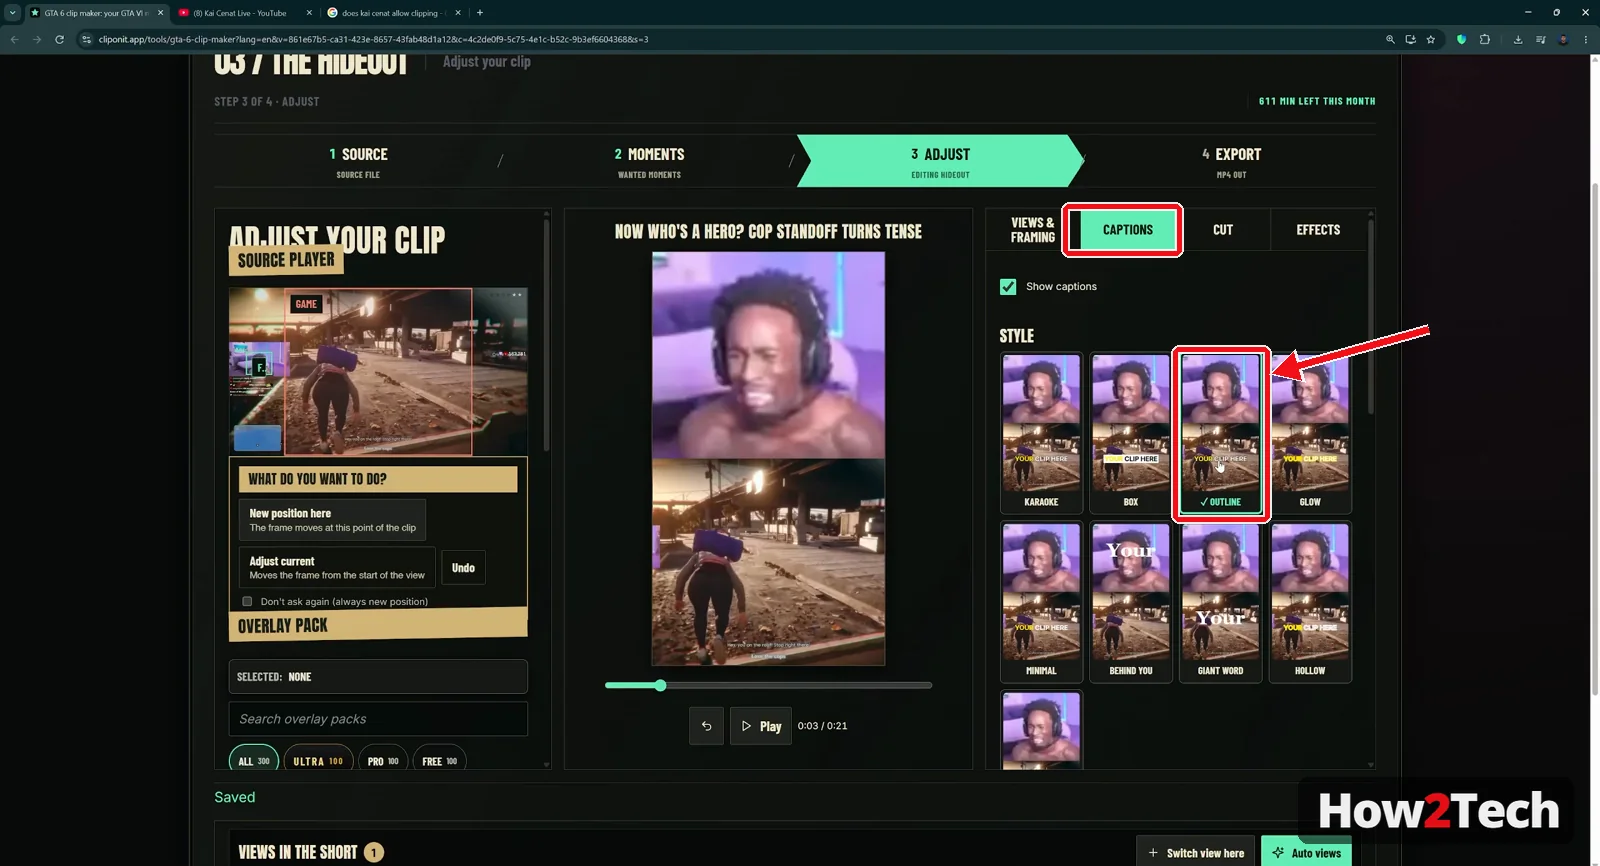 GTA 6 clip maker: your GTA VI m
(8) Kai Cenat Live - YouTube
does kai cenat allow clipping -
cliponit.app/tools/gta-6-clip-maker?lang=en&v=861e67b5-ca31-423e-8657-43fab48d1a12&c=4c2de0f9-5c75-4e1c-b52c-9b3ef6604368&s=3
03 / THE HIDEOUT
Adjust your clip
STEP 3 OF 4 · ADJUST
611 MIN LEFT THIS MONTH
1 SOURCE
SOURCE FILE
/
2 MOMENTS
WANTED MOMENTS
/
3 ADJUST
EDITING HIDEOUT
4 EXPORT
MP4 OUT
ADJUST YOUR CLIP
SOURCE PLAYER
GAME
F.
WHAT DO YOU WANT TO DO?
New position here
The frame moves at this point of the clip
Adjust current
Moves the frame from the start of the view
Undo
Don't ask again (always new position)
OVERLAY PACK
SELECTED: NONE
Search overlay packs
ALL 300
ULTRA 100
PRO 100
FREE 100
NOW WHO'S A HERO? COP STANDOFF TURNS TENSE
Play
0:03 / 0:21
VIEWS & FRAMING
CAPTIONS
CUT
EFFECTS
Show captions
STYLE
YOUR CLIP HERE
YOUR CLIP HERE
YOUR CLIP HERE
YOUR CLIP HERE
KARAOKE
BOX
✓ OUTLINE
GLOW
Your
YOUR CLIP HERE
Your
YOUR CLIP HERE
MINIMAL
BEHIND YOU
GIANT WORD
HOLLOW
Saved
How2Tech
VIEWS IN THE SHORT 1
+ Switch view here
Auto views